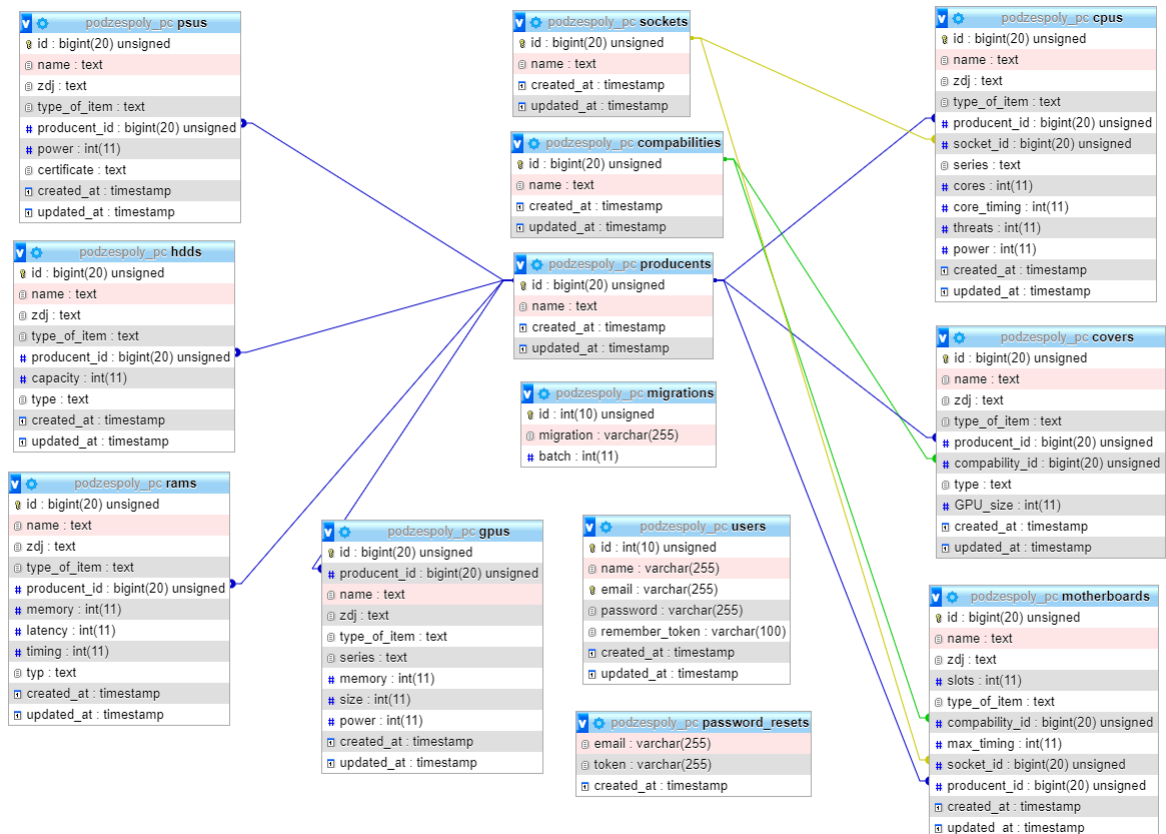 podzespoly_pc psus
id : bigint(20) unsigned
name : text
zdj : text
type_of_item : text
# producent_id : bigint(20) unsigned
# power : int(11)
certificate : text
created_at : timestamp
updated_at : timestamp
podzespoly_pc hdds
id : bigint(20) unsigned
name : text
zdj : text
type_of_item : text
# producent_id : bigint(20) unsigned
# capacity : int(11)
type : text
created_at : timestamp
updated_at : timestamp
podzespoly_pc rams
id : bigint(20) unsigned
name : text
zdj : text
type_of_item : text
# producent_id : bigint(20) unsigned
# memory : int(11)
# latency : int(11)
# timing : int(11)
typ : text
created_at : timestamp
updated_at : timestamp
podzespoly_pc gpus
id : bigint(20) unsigned
# producent_id : bigint(20) unsigned
name : text
zdj : text
type_of_item : text
series : text
# memory : int(11)
# size : int(11)
# power : int(11)
created_at : timestamp
updated_at : timestamp
podzespoly_pc sockets
id : bigint(20) unsigned
name : text
created_at : timestamp
updated_at : timestamp
podzespoly_pc compabilities
id : bigint(20) unsigned
name : text
created_at : timestamp
updated_at : timestamp
podzespoly_pc producents
id : bigint(20) unsigned
name : text
created_at : timestamp
updated_at : timestamp
podzespoly_pc migrations
id : int(10) unsigned
migration : varchar(255)
# batch : int(11)
podzespoly_pc users
id : int(10) unsigned
name : varchar(255)
email : varchar(255)
password : varchar(255)
remember_token : varchar(100)
created_at : timestamp
updated_at : timestamp
podzespoly_pc password_resets
email : varchar(255)
token : varchar(255)
created_at : timestamp
podzespoly_pc cpus
id : bigint(20) unsigned
name : text
zdj : text
type_of_item : text
# producent_id : bigint(20) unsigned
# socket_id : bigint(20) unsigned
series : text
# cores : int(11)
# core_timing : int(11)
# threats : int(11)
# power : int(11)
created_at : timestamp
updated_at : timestamp
podzespoly_pc covers
id : bigint(20) unsigned
name : text
zdj : text
type_of_item : text
# producent_id : bigint(20) unsigned
# compability_id : bigint(20) unsigned
type : text
# GPU_size : int(11)
created_at : timestamp
updated_at : timestamp
podzespoly_pc motherboards
id : bigint(20) unsigned
name : text
zdj : text
# slots : int(11)
type_of_item : text
# compability_id : bigint(20) unsigned
# max_timing : int(11)
# socket_id : bigint(20) unsigned
# producent_id : bigint(20) unsigned
created_at : timestamp
updated_at : timestamp